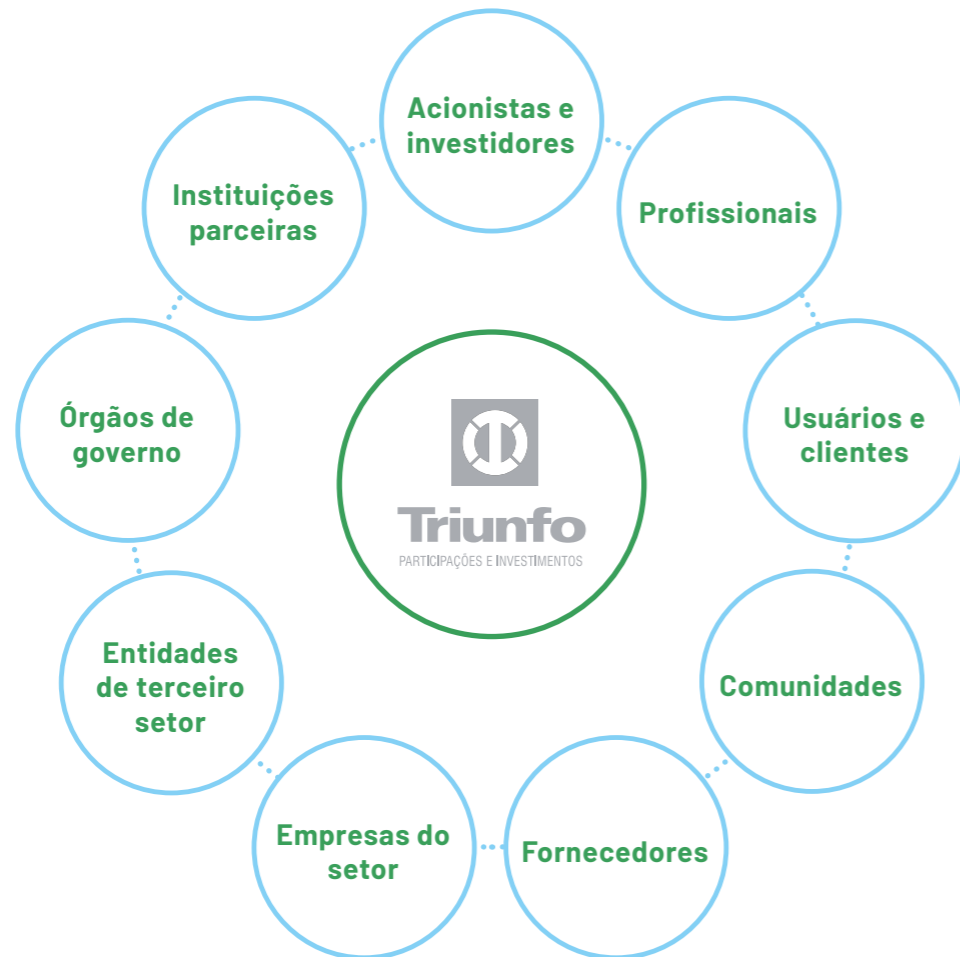 Acionistas e
investidores
Profissionais
Usuários e
clientes
Comunidades
Fornecedores
Empresas do
setor
Entidades
de terceiro
setor
Órgãos de
governo
Instituições
parceiras
Triunfo
PARTICIPAÇÕES E INVESTIMENTOS